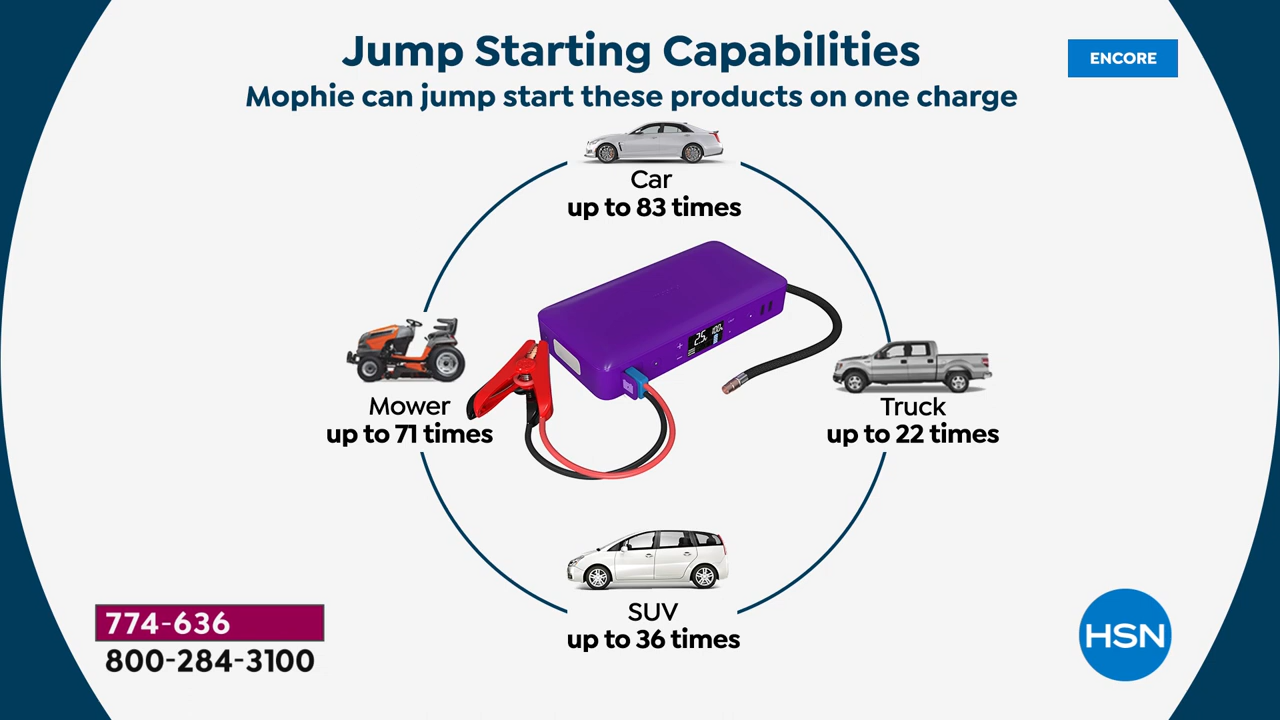 Jump Starting Capabilities
ENCORE
Mophie can jump start these products on one charge
Car
up to 83 times
Mower
up to 71 times
Truck
up to 22 times
SUV
up to 36 times
774-636
800-284-3100
HSN